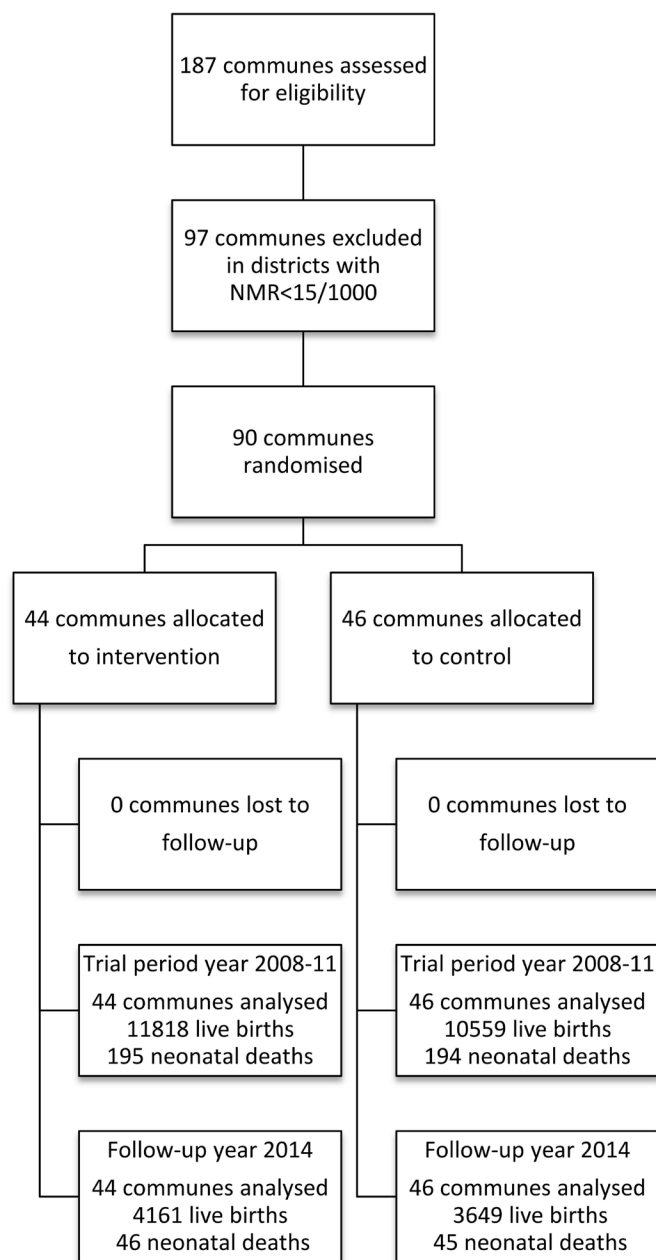 187 communes assessed
for eligibility
97 communes excluded
in districts with
NMR<15/1000
90 communes
randomised
44 communes allocated
to intervention
46 communes allocated
to control
0 communes lost to
follow-up
0 communes lost to
follow-up
Trial period year 2008-11
44 communes analysed
11818 live births
195 neonatal deaths
Trial period year 2008-11
46 communes analysed
10559 live births
194 neonatal deaths
Follow-up year 2014
44 communes analysed
4161 live births
46 neonatal deaths
Follow-up year 2014
46 communes analysed
3649 live births
45 neonatal deaths